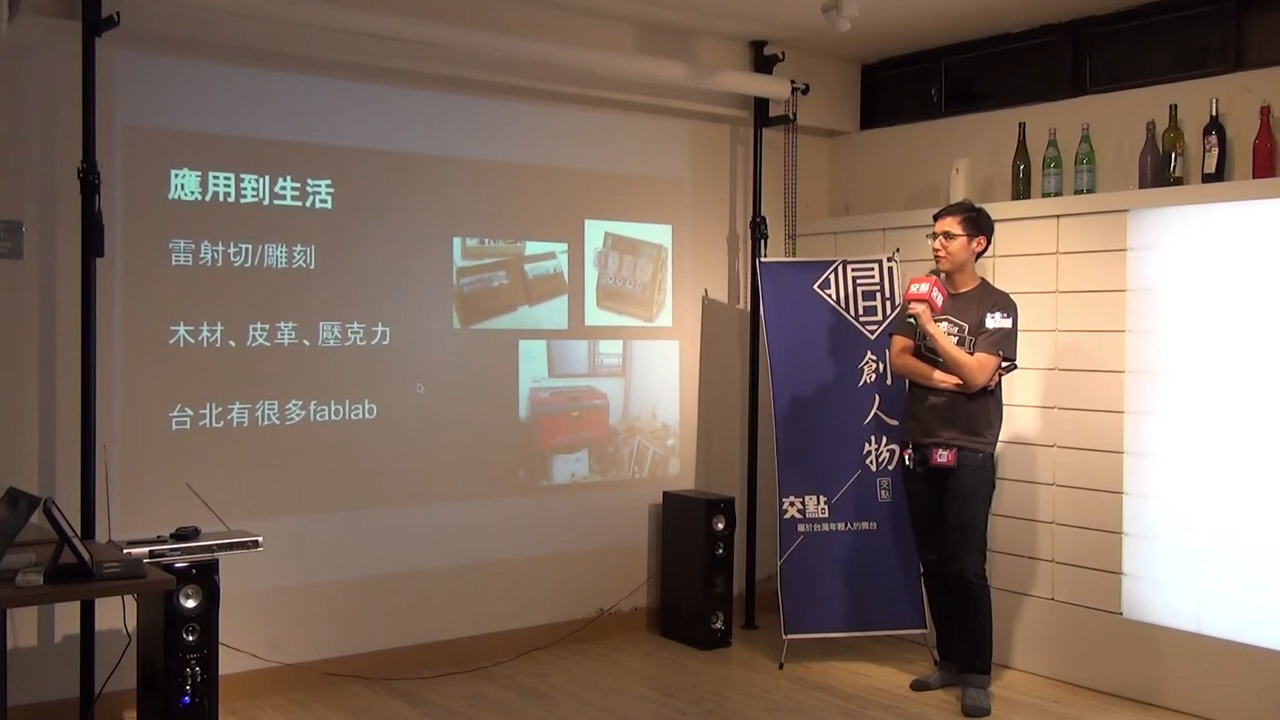 應用到生活
雷射切/雕刻
木材、皮革、壓克力
台北有很多fablab
創人物
交點
交點
屬於台灣年輕人的舞台
交點